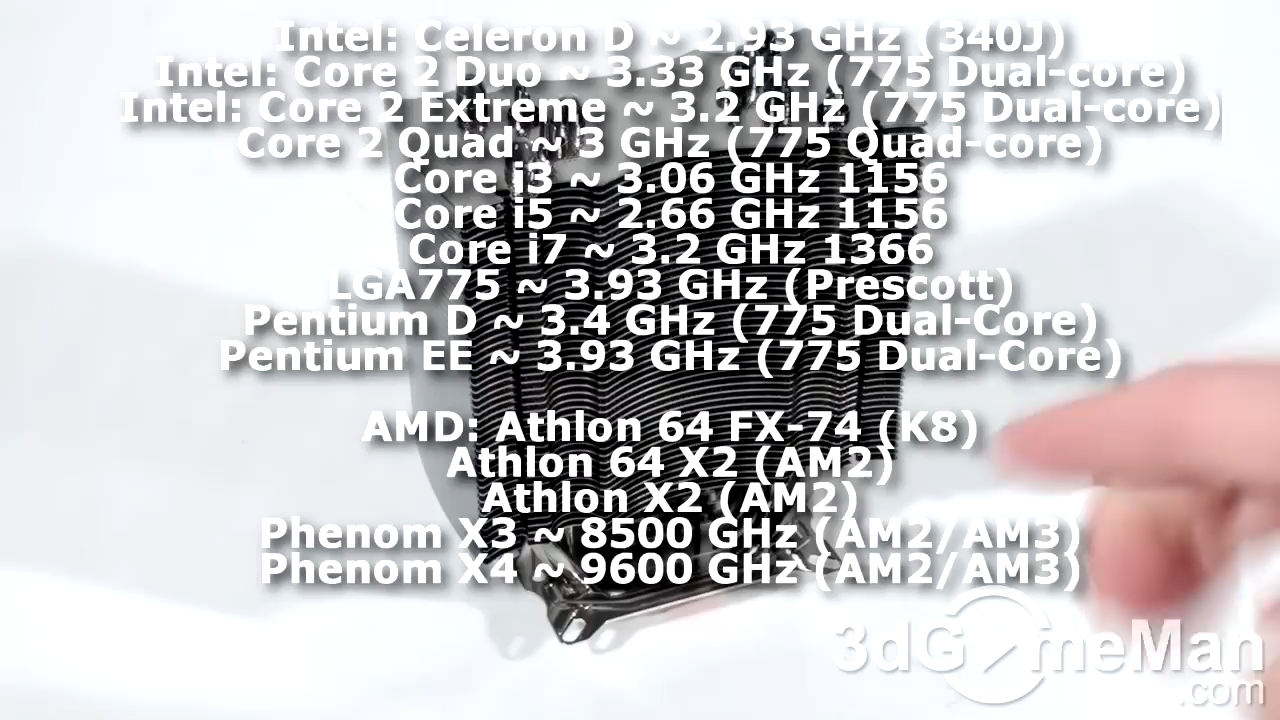 Intel: Celeron D ~ 2.93 GHz (340J)
Intel: Core 2 Duo ~ 3.33 GHz (775 Dual-core)
Intel: Core 2 Extreme ~ 3.2 GHz (775 Dual-core)
Core 2 Quad ~ 3 GHz (775 Quad-core)
Core i3 ~ 3.06 GHz 1156
Core i5 ~ 2.66 GHz 1156
Core i7 ~ 3.2 GHz 1366
LGA775 ~ 3.93 GHz (Prescott)
Pentium D ~ 3.4 GHz (775 Dual-Core)
Pentium EE ~ 3.93 GHz (775 Dual-Core)
AMD: Athlon 64 FX-74 (K8)
Athlon 64 X2 (AM2)
Athlon X2 (AM2)
Phenom X3 ~ 8500 GHz (AM2/AM3)
Phenom X4 ~ 9600 GHz (AM2/AM3)
3dGameMan
.com